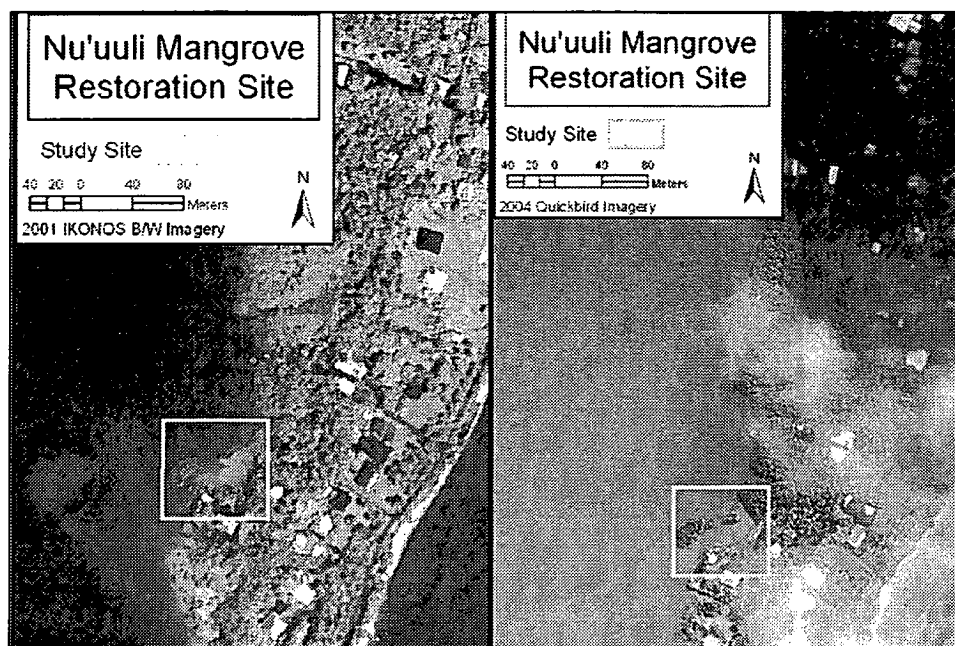 Nu'uuli Mangrove
Restoration Site
Study Site
40 20 0 40 80
Meters
N
2001 IKONOS B/W Imagery
Nu'uuli Mangrove
Restoration Site
Study Site
40 20 0 40 80
Meters
N
2004 Quickbird Imagery